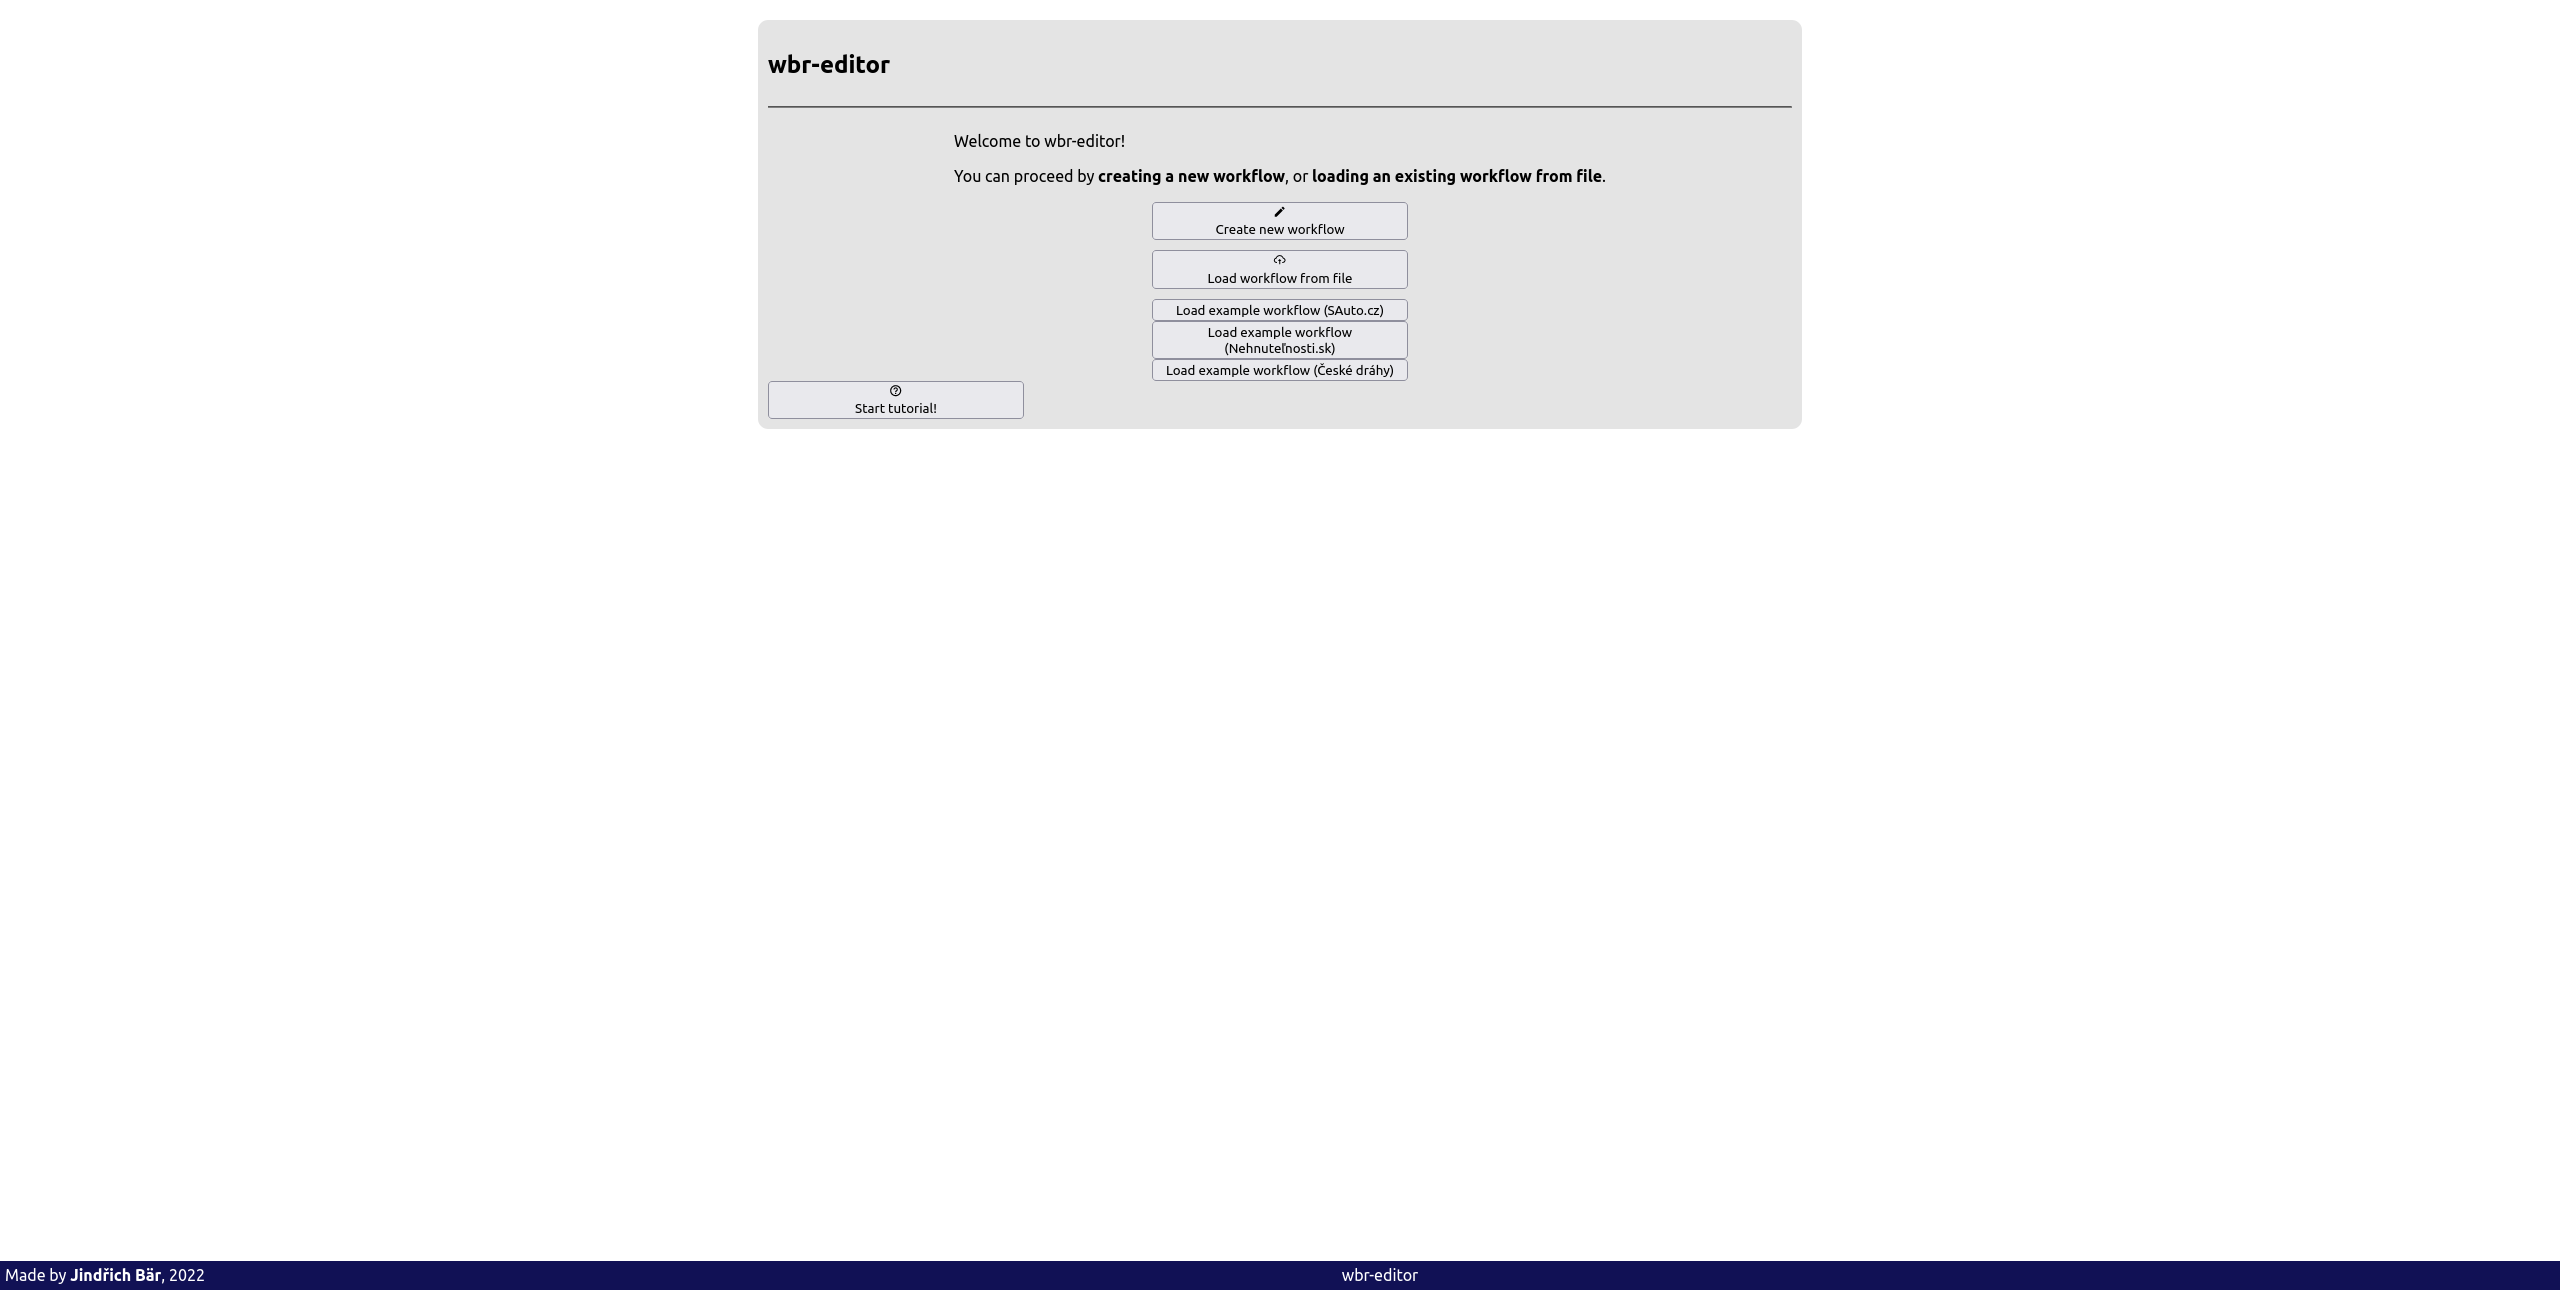 wbr-editor
Welcome to wbr-editor!
You can proceed by creating a new workflow, or loading an existing workflow from file.
Create new workflow
Load workflow from file
Load example workflow (SAuto.cz)
Load example workflow
(Nehnuteľnosti.sk)
Load example workflow (České dráhy)
Start tutorial!
Made by Jindřich Bär, 2022
wbr-editor